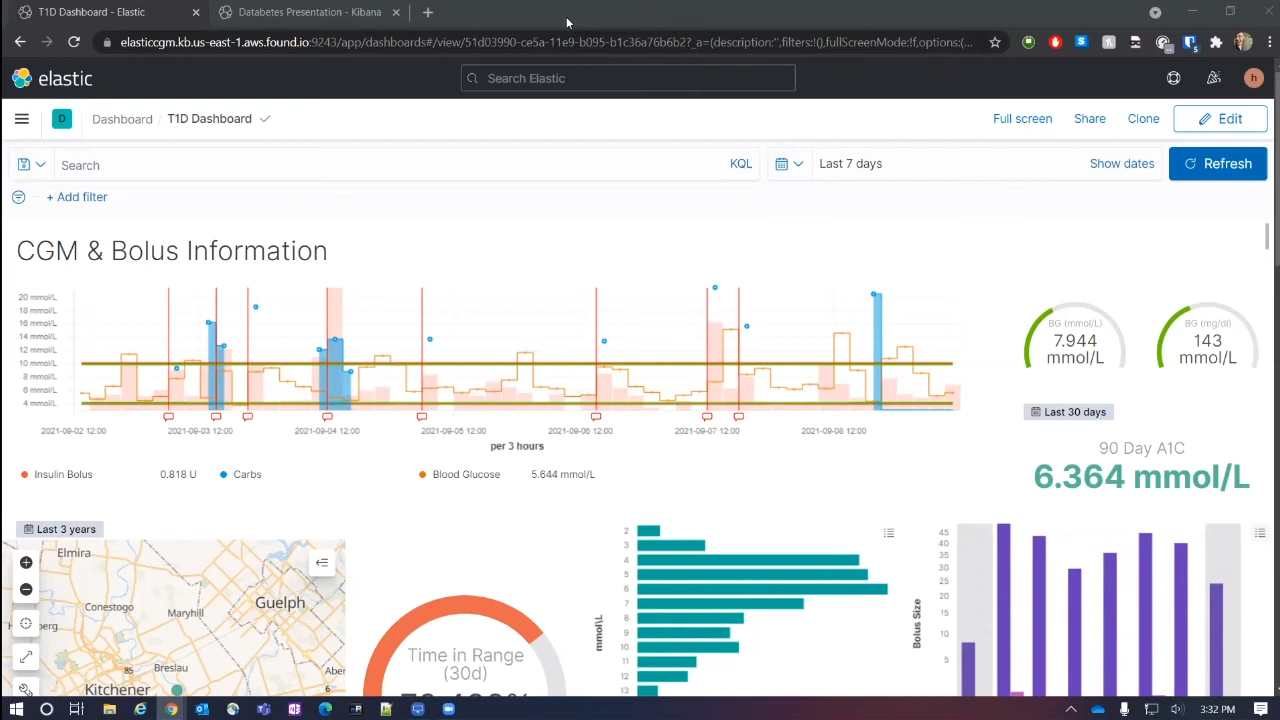 T1D Dashboard - Elastic
Databetes Presentation - Kibana
elasticcgm.kb.us-east-1.aws.found.io:9243/app/dashboards#/view/51d03990-ce5a-11e9-b095-b1c36a76b6b2?_a=(description:'',filters:!(),fullScreenMode:!f,options:(...
elastic
Search Elastic
h
D
Dashboard / T1D Dashboard
Full screen
Share
Clone
Edit
Search
KQL
Last 7 days
Show dates
Refresh
+ Add filter
CGM & Bolus Information
20 mmol/L
18 mmol/L
16 mmol/L
14 mmol/L
12 mmol/L
10 mmol/L
8 mmol/L
6 mmol/L
4 mmol/L
2021-09-02 12:00
2021-09-03 12:00
2021-09-04 12:00
2021-09-05 12:00
2021-09-06 12:00
2021-09-07 12:00
2021-09-08 12:00
per 3 hours
Insulin Bolus 0.818 U
Carbs
Blood Glucose 5.644 mmol/L
BG (mmol/L)
7.944
mmol/L
BG (mg/dl)
143
mmol/L
Last 30 days
90 Day A1C
6.364 mmol/L
Last 3 years
Elmira
Conestogo
Maryhill
Guelph
85
Breslau
Kitchener
6
Time in Range
(30d)
2
3
4
5
6
7
8
9
10
11
12
13
mmol\L
45
40
35
30
25
20
15
10
5
Bolus Size
3:32 PM